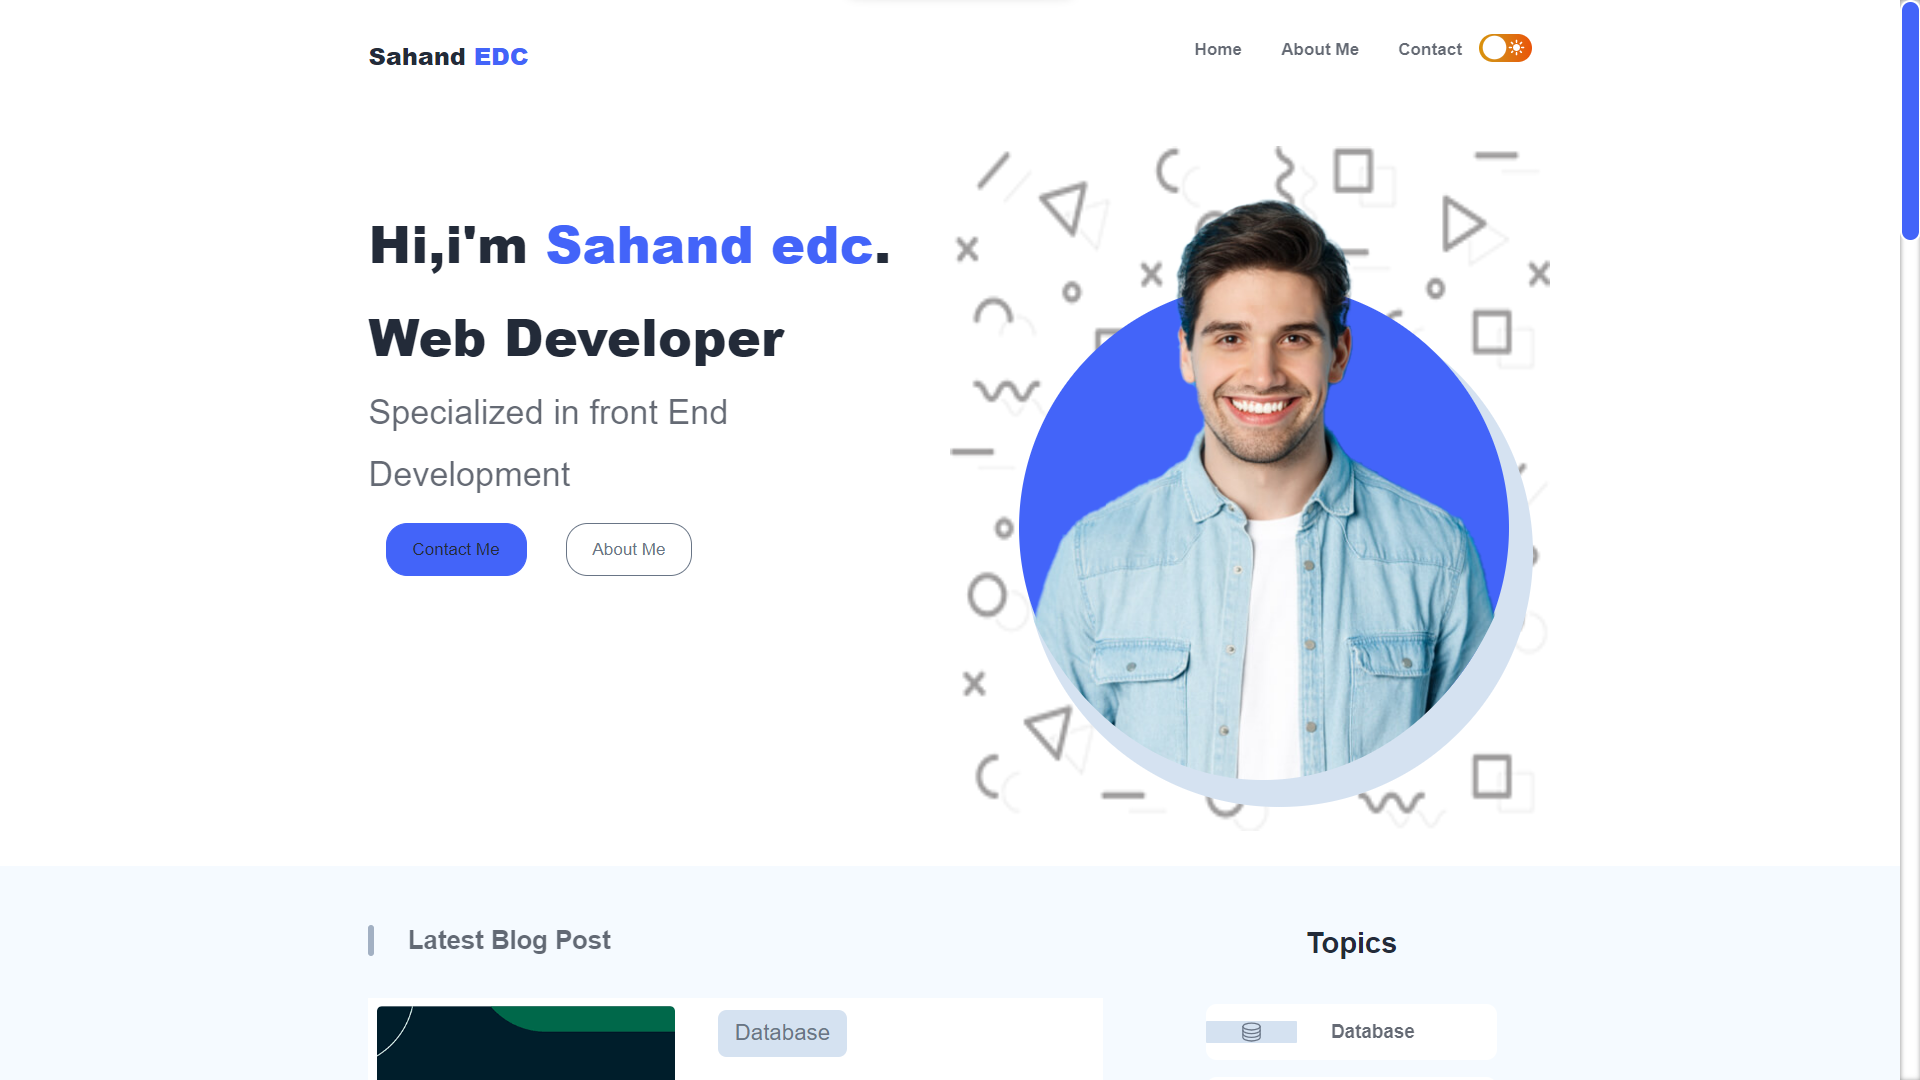 Sahand EDC
Home
About Me
Contact
Hi,i'm Sahand edc.
Web Developer
Specialized in front End
Development
Contact Me
About Me
Latest Blog Post
Topics
Database
Database